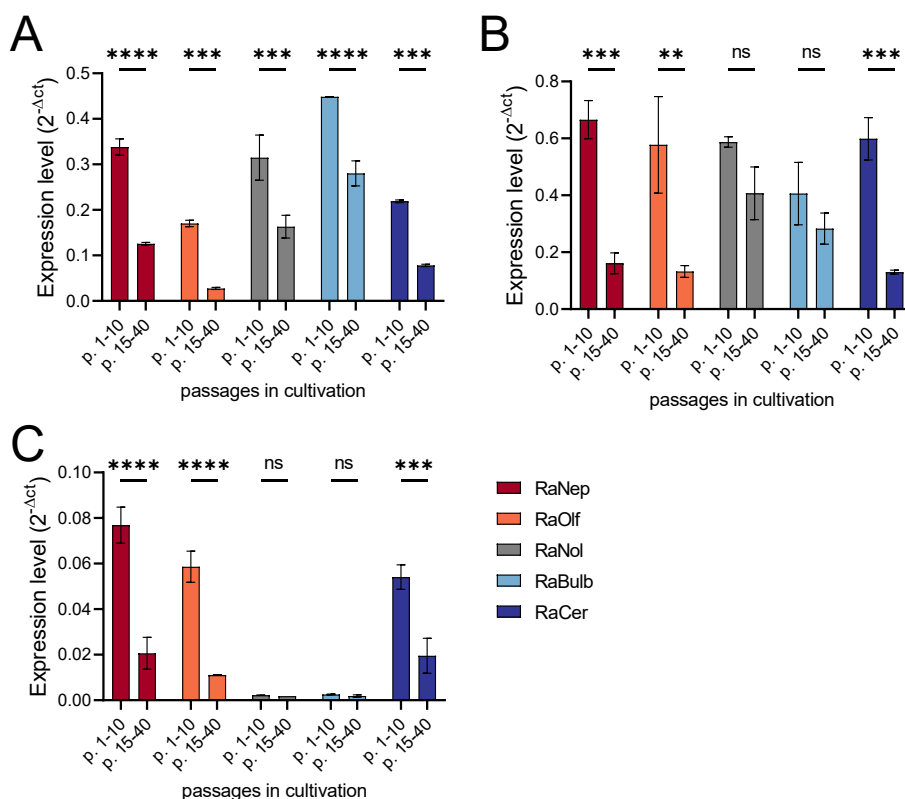 A
**** *** *** **** ***
Expression level (2^-Δct)
0.5
0.4
0.3
0.2
0.1
0.0
p. 1-10 p. 15-40 p. 1-10 p. 15-40 p. 1-10 p. 15-40 p. 1-10 p. 15-40 p. 1-10 p. 15-40
passages in cultivation
B
*** ** ns ns ***
Expression level (2^-Δct)
0.8
0.6
0.4
0.2
0.0
p. 1-10 p. 15-40 p. 1-10 p. 15-40 p. 1-10 p. 15-40 p. 1-10 p. 15-40 p. 1-10 p. 15-40
passages in cultivation
C
**** **** ns ns ***
Expression level (2^-Δct)
0.10
0.08
0.06
0.04
0.02
0.00
p. 1-10 p. 15-40 p. 1-10 p. 15-40 p. 1-10 p. 15-40 p. 1-10 p. 15-40 p. 1-10 p. 15-40
passages in cultivation
RaNep
RaOlf
RaNol
RaBulb
RaCer